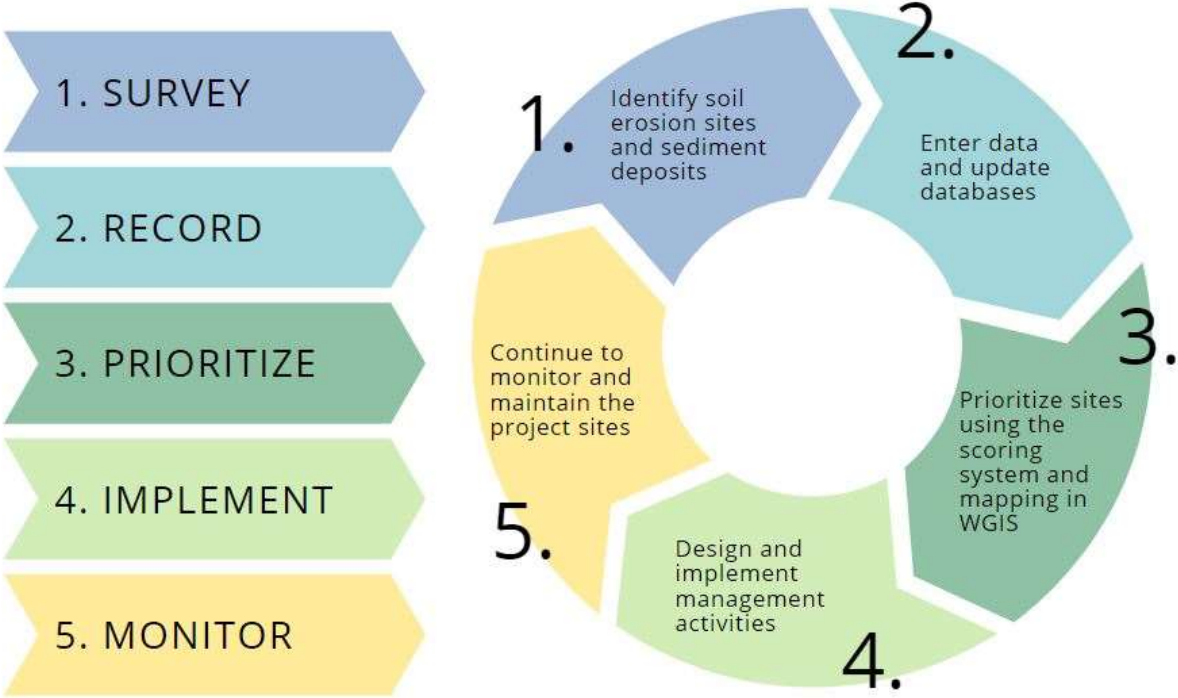 1. SURVEY
2. RECORD
3. PRIORITIZE
4. IMPLEMENT
5. MONITOR
1.
Identify soil
erosion sites
and sediment
deposits
2.
Enter data
and update
databases
3.
Prioritize sites
using the
scoring
system and
mapping in
WGIS
4.
Design and
implement
management
activities
5.
Continue to
monitor and
maintain the
project sites